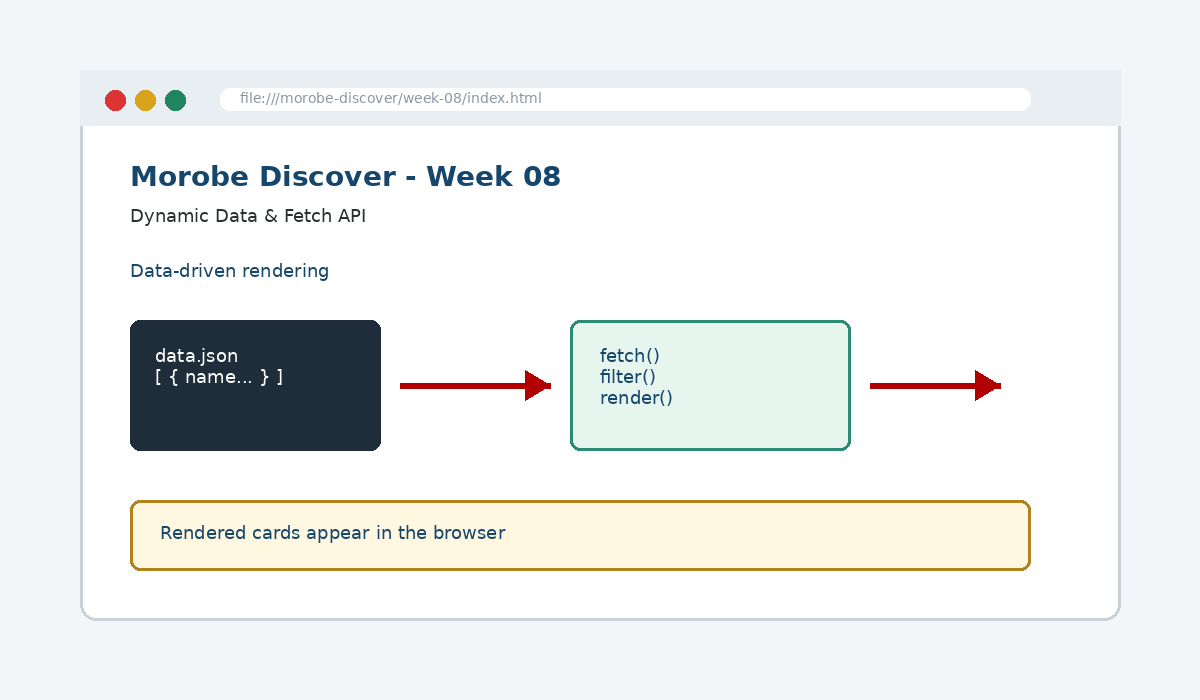 file:///morobe-discover/week-08/index.html
Morobe Discover - Week 08
Dynamic Data & Fetch API
Data-driven rendering
data.json
[ { name... } ]
fetch()
filter()
render()
Rendered cards appear in the browser